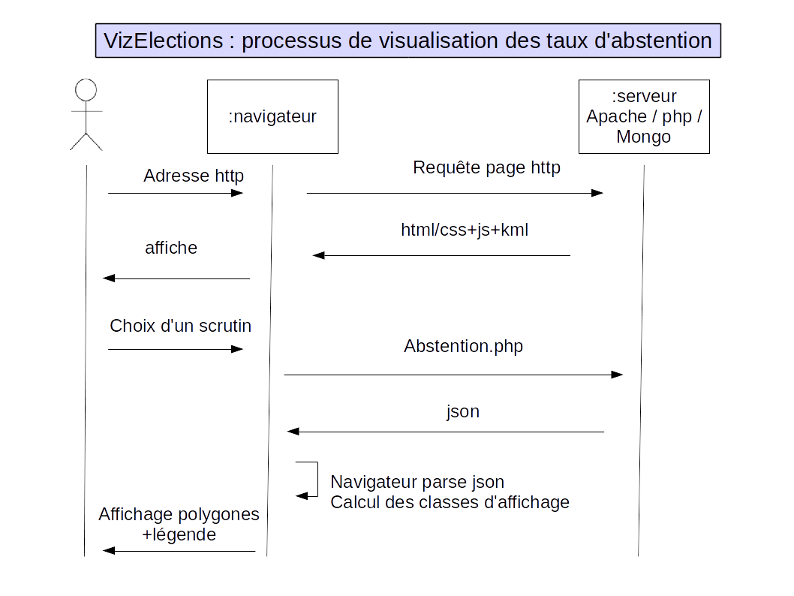 VizElections : processus de visualisation des taux d'abstention
:navigateur
:serveur
Apache / php /
Mongo
Adresse http
Requête page http
html/css+js+kml
affiche
Choix d'un scrutin
Abstention.php
json
Navigateur parse json
Calcul des classes d'affichage
Affichage polygones
+légende